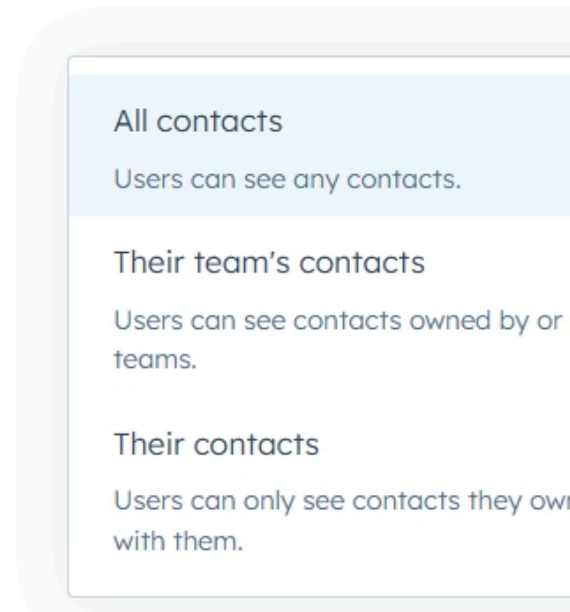 All contacts
Users can see any contacts.
Their team's contacts
Users can see contacts owned by or
teams.
Their contacts
Users can only see contacts they
with them.